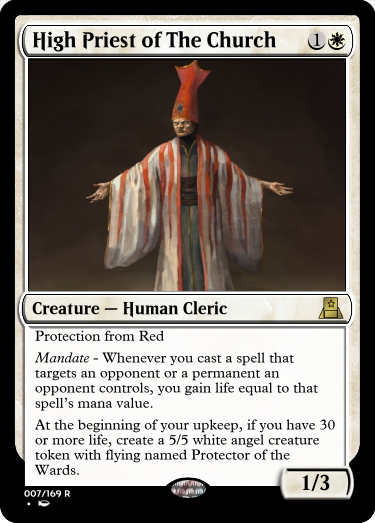 High Priest of The Church
1
Creature — Human Cleric
Protection from Red
Mandate - Whenever you cast a spell that
targets an opponent or a permanent an
opponent controls, you gain life equal to that
spell's mana value.
At the beginning of your upkeep, if you have 30
or more life, create a 5/5 white angel creature
token with flying named Protector of the
Wards.
1/3
007/169 R